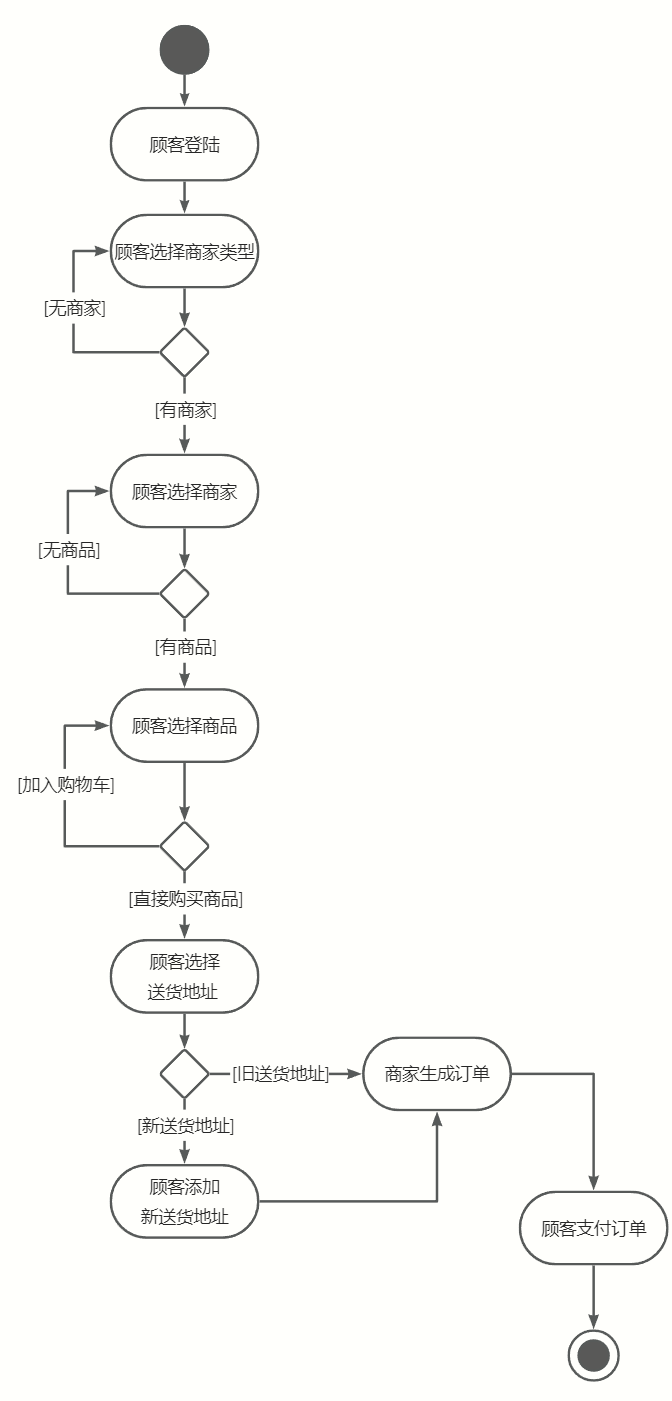 顾客登陆
顾客选择商家类型
[无商家]
[有商家]
顾客选择商家
[无商品]
[有商品]
顾客选择商品
[加入购物车]
[直接购买商品]
顾客选择
送货地址
[旧送货地址]
商家生成订单
[新送货地址]
顾客添加
新送货地址
顾客支付订单